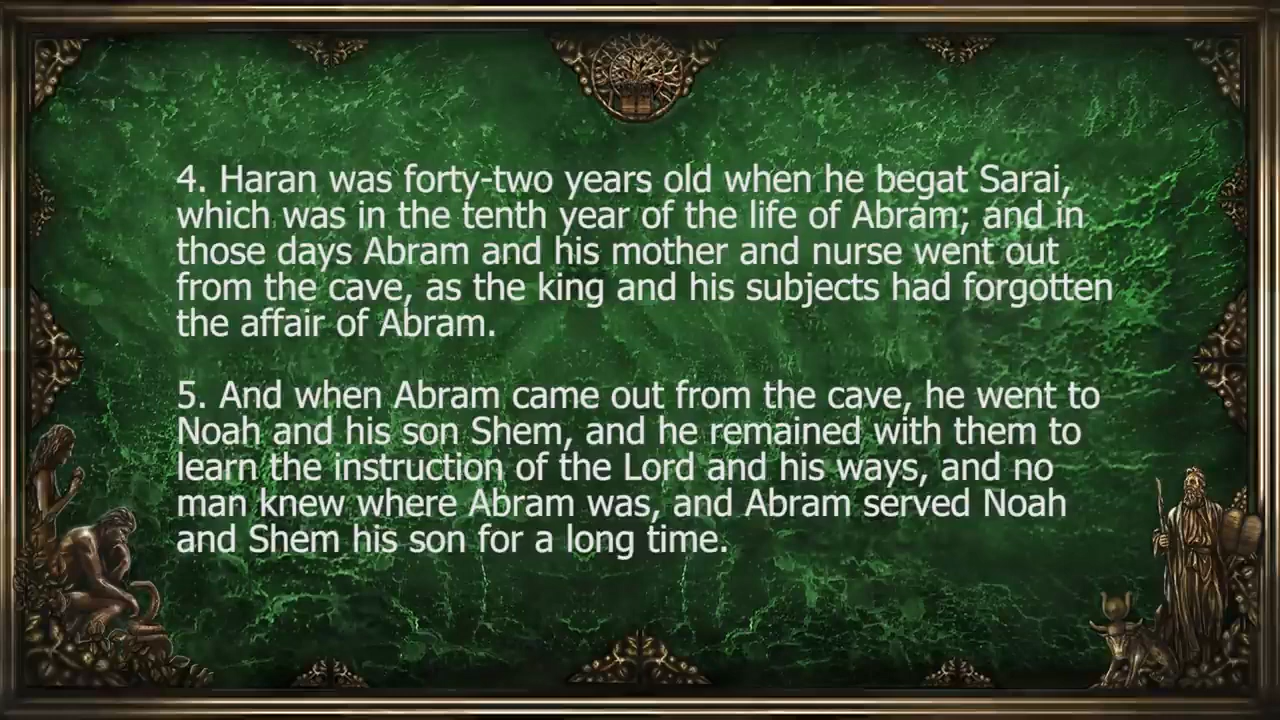 4. Haran was forty-two years old when he begat Sarai,
which was in the tenth year of the life of Abram; and in
those days Abram and his mother and nurse went out
from the cave, as the king and his subjects had forgotten
the affair of Abram.
5. And when Abram came out from the cave, he went to
Noah and his son Shem, and he remained with them to
learn the instruction of the Lord and his ways, and no
man knew where Abram was, and Abram served Noah
and Shem his son for a long time.